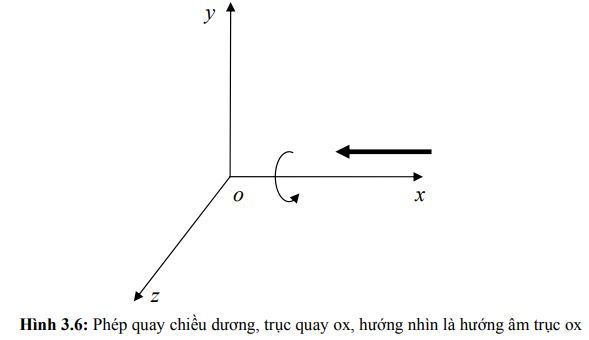 y
o
x
z
Hình 3.6: Phép quay chiều dương, trục quay ox, hướng nhìn là hướng âm trục ox